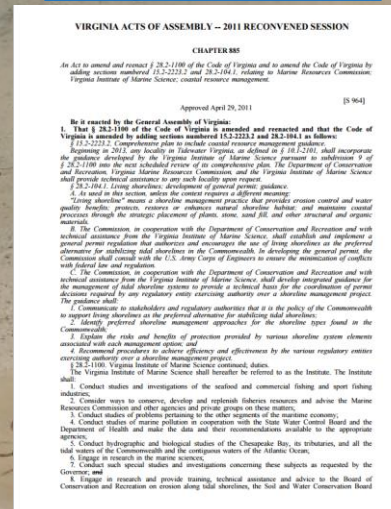 VIRGINIA ACTS OF ASSEMBLY -- 2011 RECONVENED SESSION
CHAPTER 885
An Act to amend and reenact § 28.2-1100 of the Code of Virginia and to amend the Code of Virginia by
adding sections numbered 15.2-2223.2 and 28.2-104.1, relating to Marine Resources Commission;
Virginia Institute of Marine Science; coastal resource management.
[S 964]
Approved April 29, 2011
Be it enacted by the General Assembly of Virginia:
1. That § 28.2-1100 of the Code of Virginia is amended and reenacted and that the Code of
Virginia is amended by adding sections numbered 15.2-2223.2 and 28.2-104.1 as follows:
§ 15.2-2223.2. Comprehensive plan to include coastal resource management guidance.
Beginning in 2013, any locality in Tidewater Virginia, as defined in § 10.1-2101, shall incorporate
the guidance developed by the Virginia Institute of Marine Science pursuant to subdivision 9 of
§ 28.2-1100 into the next scheduled review of its comprehensive plan. The Department of Conservation
and Recreation, Virginia Marine Resources Commission, and the Virginia Institute of Marine Science
shall provide technical assistance to any such locality upon request.
§ 28.2-104.1. Living shorelines; development of general permit; guidance.
A. As used in this section, unless the context requires a different meaning:
"Living shoreline" means a shoreline management practice that provides erosion control and water
quality benefits; protects, restores or enhances natural shoreline habitat; and maintains coastal
processes through the strategic placement of plants, stone, sand fill, and other structural and organic
materials.
B. The Commission, in cooperation with the Department of Conservation and Recreation and with
technical assistance from the Virginia Institute of Marine Science, shall establish and implement a
general permit regulation that authorizes and encourages the use of living shorelines as the preferred
alternative for stabilizing tidal shorelines in the Commonwealth. In developing the general permit, the
Commission shall consult with the U.S. Army Corps of Engineers to ensure the minimization of conflicts
with federal law and regulation.
C. The Commission, in cooperation with the Department of Conservation and Recreation and with
technical assistance from the Virginia Institute of Marine Science, shall develop integrated guidance for
the management of tidal shoreline systems to provide a technical basis for the coordination of permit
decisions required by any regulatory entity exercising authority over a shoreline management project.
The guidance shall:
1. Communicate to stakeholders and regulatory authorities that it is the policy of the Commonwealth
to support living shorelines as the preferred alternative for stabilizing tidal shorelines;
2. Identify preferred shoreline management approaches for the shoreline types found in the
Commonwealth;
3. Explain the risks and benefits of protection provided by various shoreline system elements
associated with each management option; and
4. Recommend procedures to achieve efficiency and effectiveness by the various regulatory entities
exercising authority over a shoreline management project.
§ 28.2-1100. Virginia Institute of Marine Science continued; duties.
The Virginia Institute of Marine Science shall hereafter be referred to as the Institute. The Institute
shall:
1. Conduct studies and investigations of the seafood and commercial fishing and sport fishing
industries;
2. Consider ways to conserve, develop and replenish fisheries resources and advise the Marine
Resources Commission and other agencies and private groups on these matters;
3. Conduct studies of problems pertaining to the other segments of the maritime economy;
4. Conduct studies of marine pollution in cooperation with the State Water Control Board and the
Department of Health and make the data and their recommendations available to the appropriate
agencies;
5. Conduct hydrographic and biological studies of the Chesapeake Bay, its tributaries, and all the
tidal waters of the Commonwealth and the contiguous waters of the Atlantic Ocean;
6. Engage in research in the marine sciences;
7. Conduct such special studies and investigations concerning these subjects as requested by the
Governor; and
8. Engage in research and provide training, technical assistance and advice to the Board of
Conservation and Recreation on erosion along tidal shorelines, the Soil and Water Conservation Board